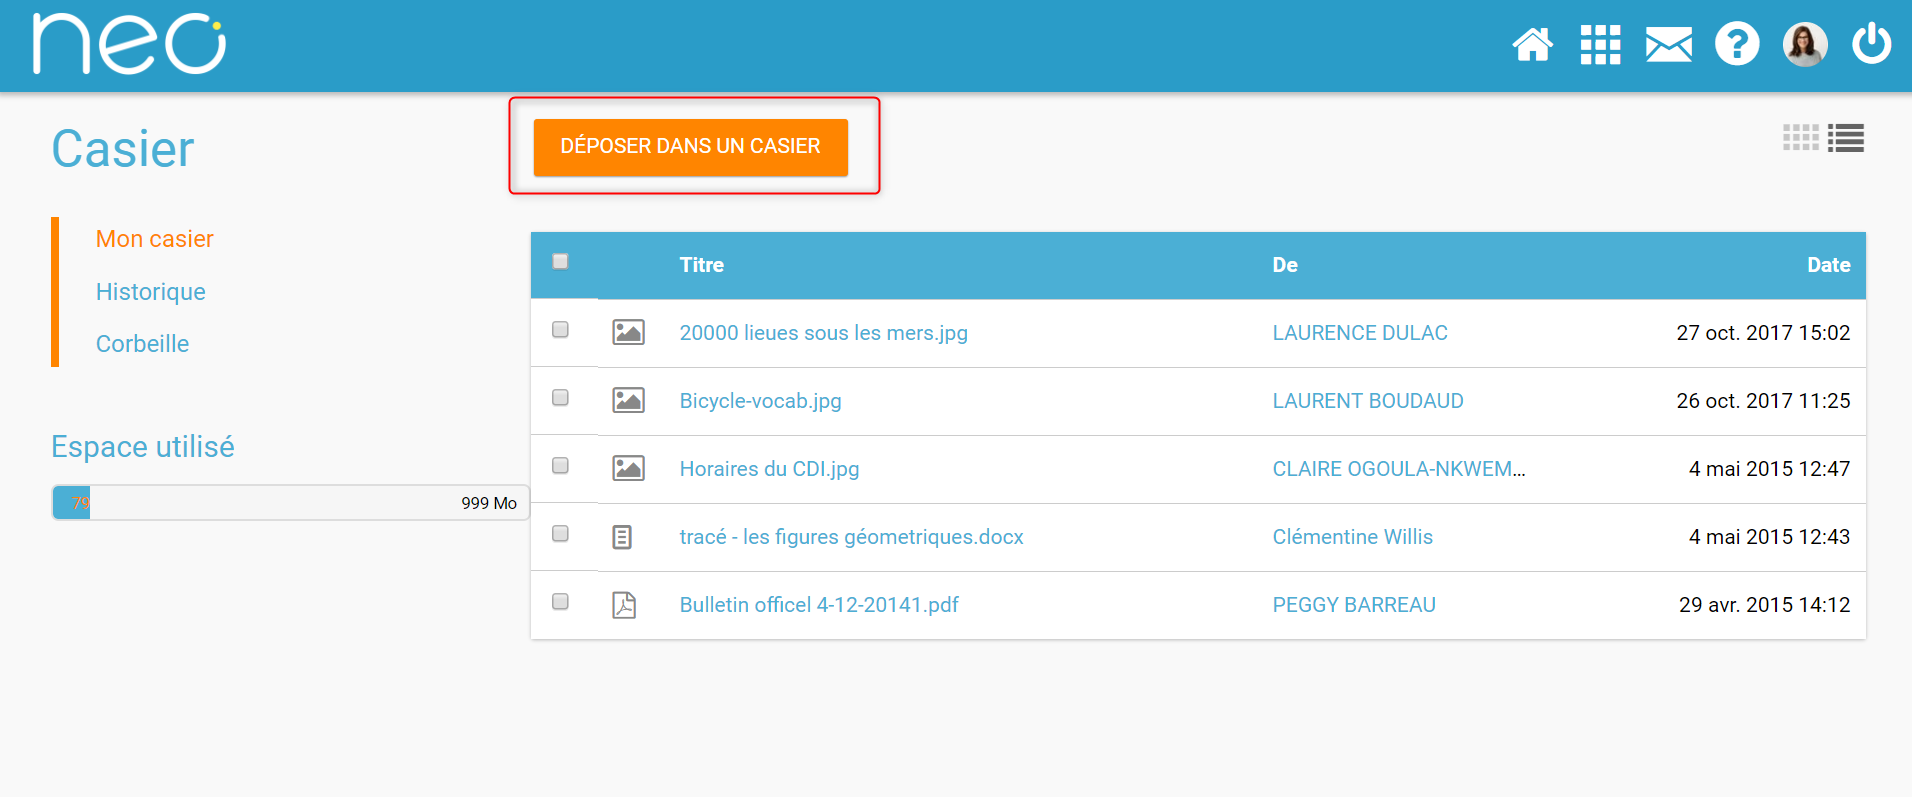 neo
Casier
DÉPOSER DANS UN CASIER
Mon casier
Historique
Corbeille
Espace utilisé
79
999 Mo
Titre De Date
20000 lieues sous les mers.jpg LAURENCE DULAC 27 oct. 2017 15:02
Bicycle-vocab.jpg LAURENT BOUDAUD 26 oct. 2017 11:25
Horaires du CDI.jpg CLAIRE OGOULA-NKWEM... 4 mai 2015 12:47
tracé - les figures géometriques.docx Clémentine Willis 4 mai 2015 12:43
Bulletin officel 4-12-20141.pdf PEGGY BARREAU 29 avr. 2015 14:12